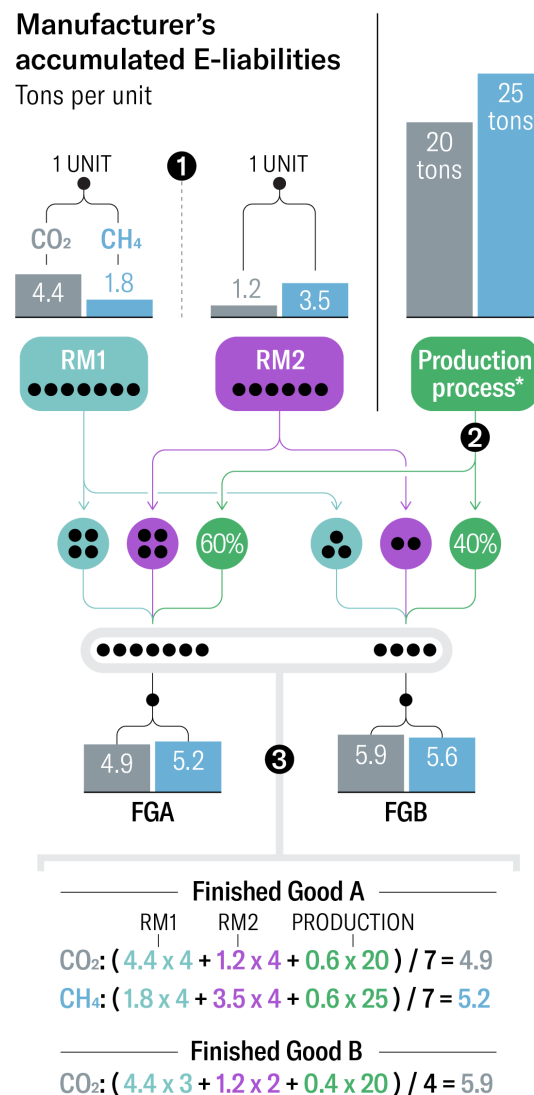 Manufacturer's
accumulated E-liabilities
Tons per unit
25
tons
20
tons
1 UNIT
1
1 UNIT
CO₂
CH₄
4.4
1.8
1.2
3.5
RM1
RM2
Production
process*
2
60%
40%
4.9
5.2
3
5.9
5.6
FGA
FGB
Finished Good A
RM1 RM2 PRODUCTION
CO₂: ( 4.4 x 4 + 1.2 x 4 + 0.6 x 20 ) / 7 = 4.9
CH₄: ( 1.8 x 4 + 3.5 x 4 + 0.6 x 25 ) / 7 = 5.2
Finished Good B
CO₂: ( 4.4 x 3 + 1.2 x 2 + 0.4 x 20 ) / 4 = 5.9